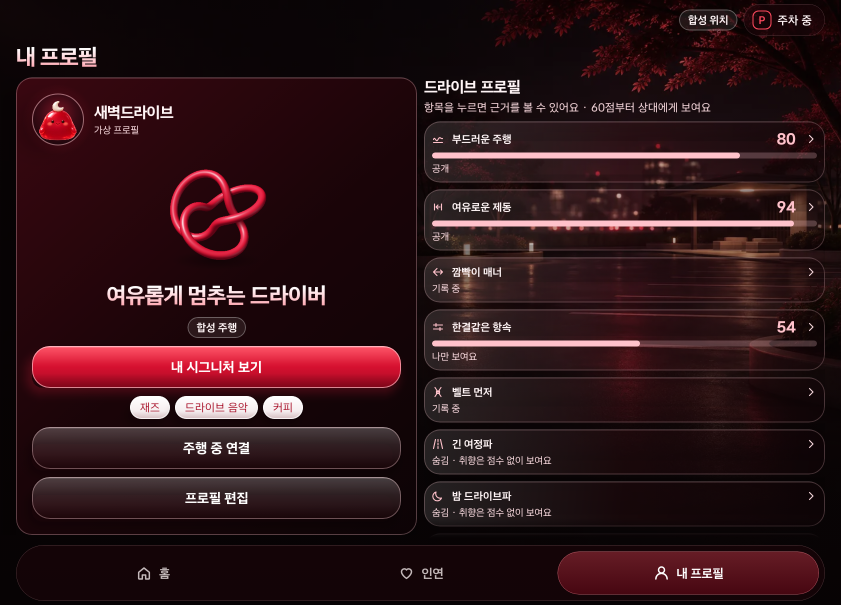 합성 위치
P 주차 중
내 프로필
새벽드라이브
가상 프로필
여유롭게 멈추는 드라이버
합성 주행
내 시그니처 보기
재즈
드라이브 음악
커피
주행 중 연결
프로필 편집
드라이브 프로필
항목을 누르면 근거를 볼 수 있어요 · 60점부터 상대에게 보여요
부드러운 주행 80
공개
여유로운 제동 94
공개
깜빡이 매너
기록 중
한결같은 항속 54
나만 보여요
벨트 먼저
기록 중
긴 여정파
숨김 · 취향은 점수 없이 보여요
밤 드라이브파
숨김 · 취향은 점수 없이 보여요
홈
인연
내 프로필